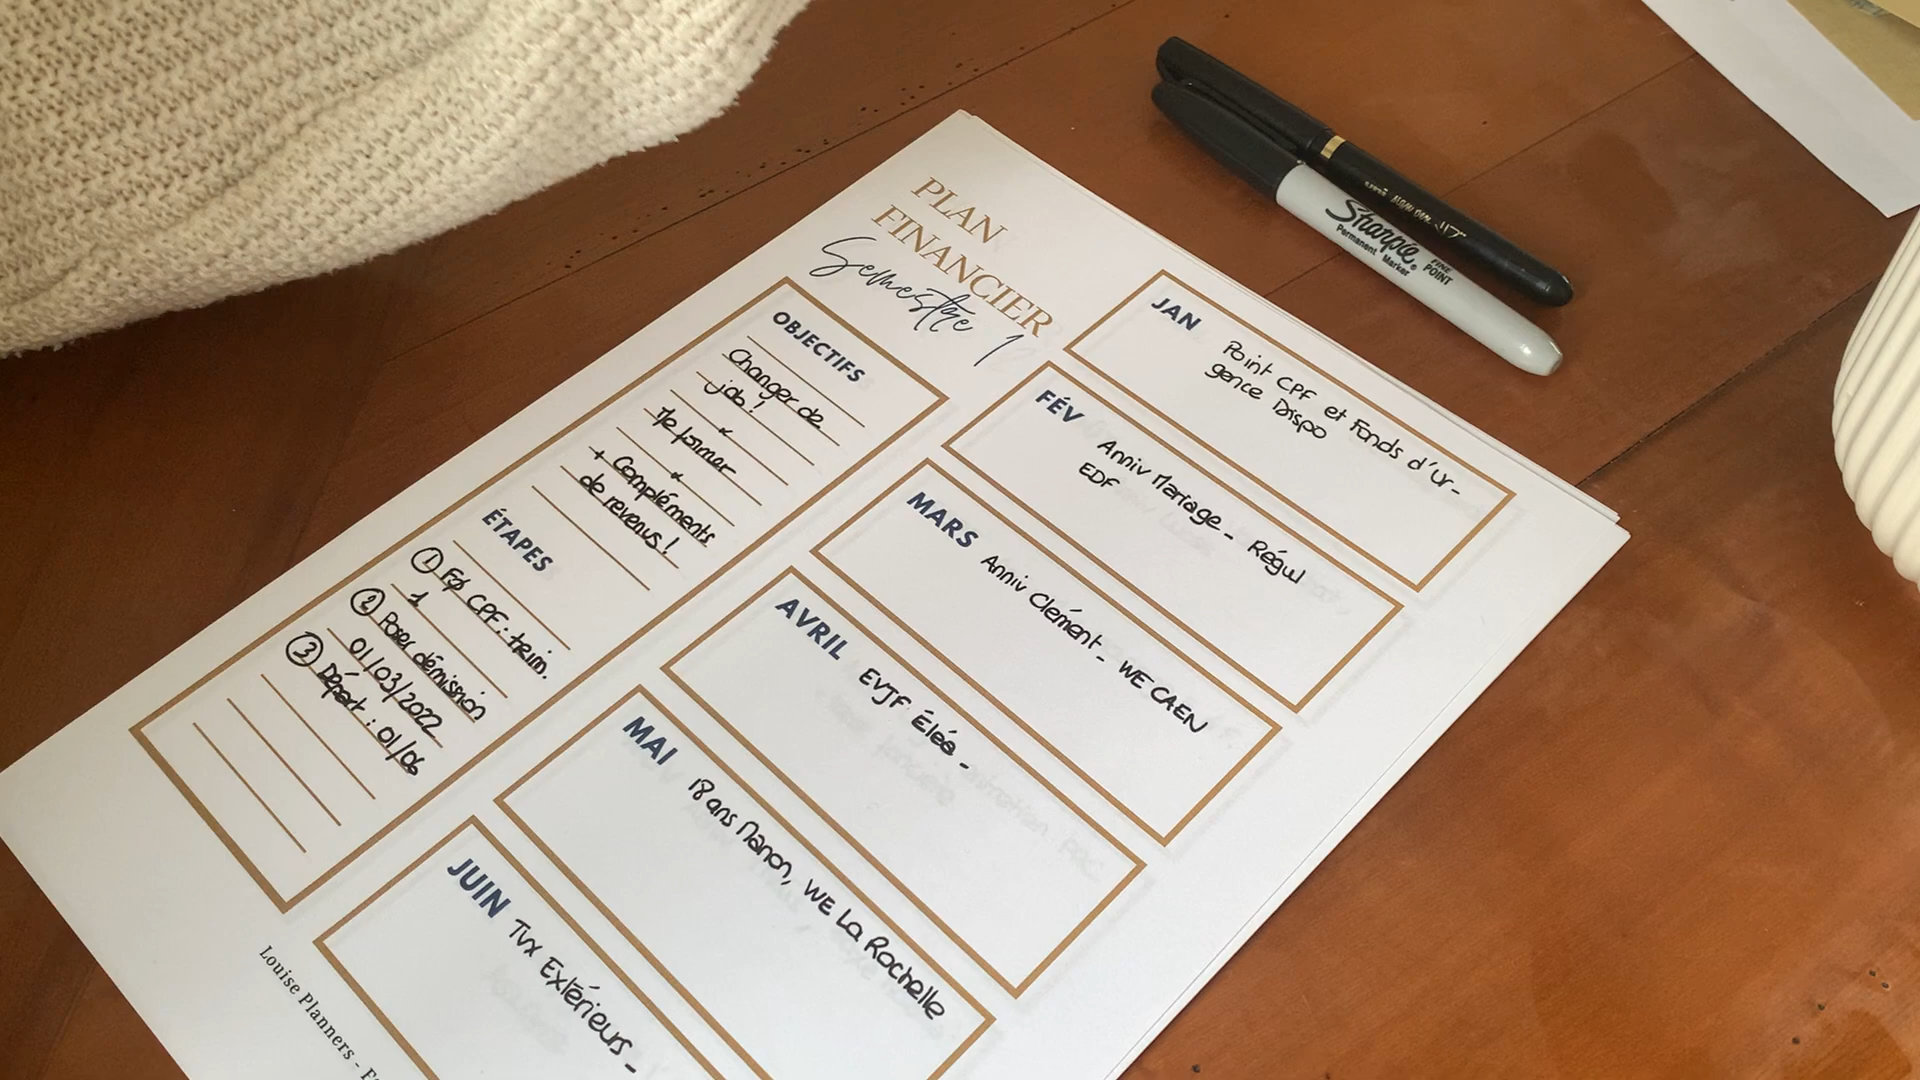 PLAN
FINANCIER
Semestre 1
OBJECTIFS
Changer de
job !
Me former
+ Compléments
de revenus !
ÉTAPES
① Fø CPF : trim.
1
② Poser démission
01/03/2022
③ Départ : 01/06
JAN
Point CPF et Fonds d'Ur-
gence Dispo
FÉV
Anniv Mariage - Régul
EDF
MARS
Anniv Clément - WE CAEN
AVRIL
EVJF Éléa -
MAI
18 ans Manon, WE La Rochelle
JUIN
Tvx Extérieurs -
Louise Planners -
Sharpie
Permanent Marker
FINE
POINT